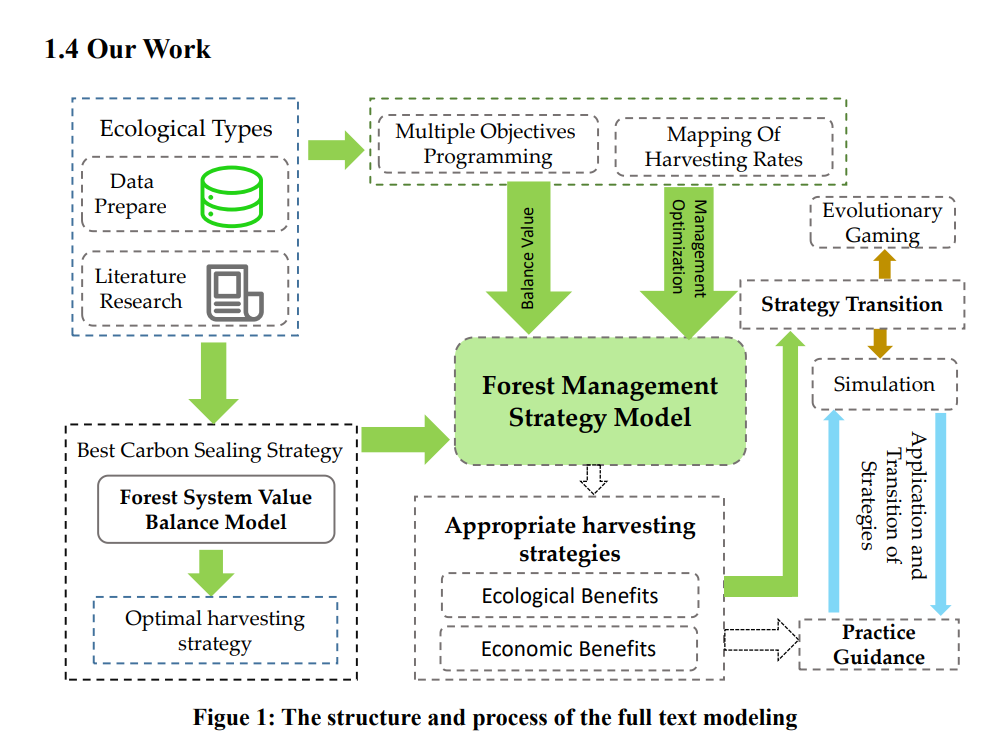 1.4 Our Work
Ecological Types
Data
Prepare
Literature
Research
Multiple Objectives
Programming
Mapping Of
Harvesting Rates
Balance Value
Management
Optimization
Evolutionary
Gaming
Strategy Transition
Simulation
Forest Management
Strategy Model
Best Carbon Sealing Strategy
Forest System Value
Balance Model
Optimal harvesting
strategy
Appropriate harvesting
strategies
Ecological Benefits
Economic Benefits
Application and
Transition of
Strategies
Practice
Guidance
Figue 1: The structure and process of the full text modeling